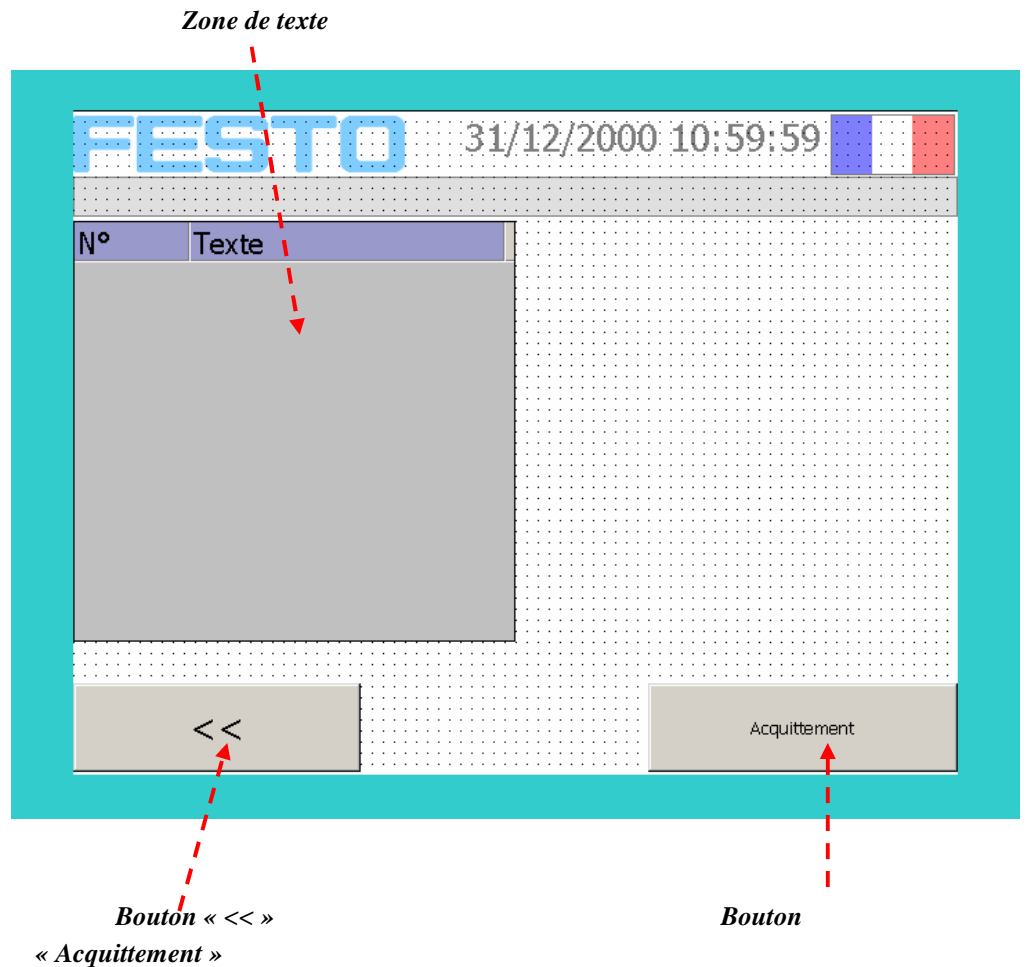 Zone de texte
FESTO 31/12/2000 10:59:59
N° Texte
<< Acquittement
Bouton « << » Bouton
« Acquittement »